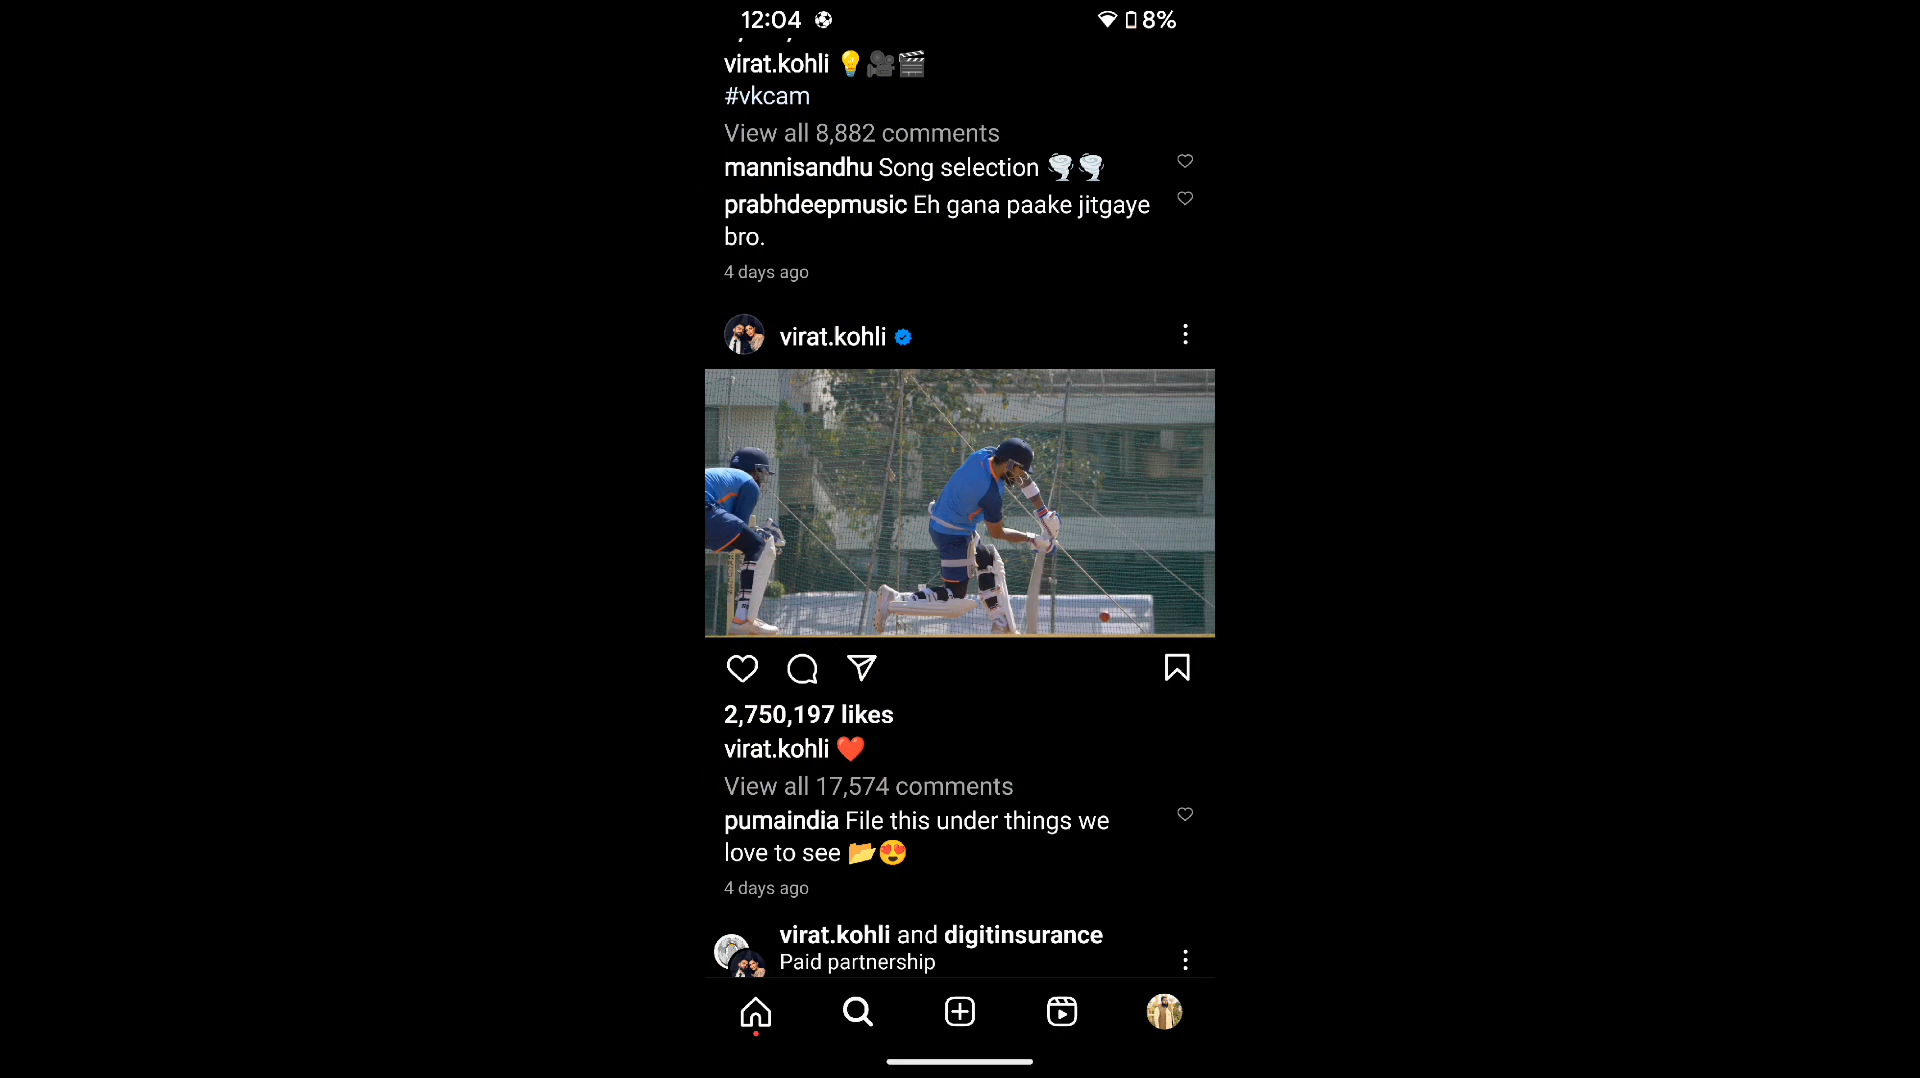 12:04 8%
virat.kohli 💡🎥🎬
#vkcam
View all 8,882 comments
mannisandhu Song selection 🌪️🌪️
prabhdeepmusic Eh gana paake jitgaye
bro.
4 days ago
virat.kohli
2,750,197 likes
virat.kohli ❤️
View all 17,574 comments
pumaindia File this under things we
love to see 📂😍
4 days ago
virat.kohli and digitinsurance
Paid partnership